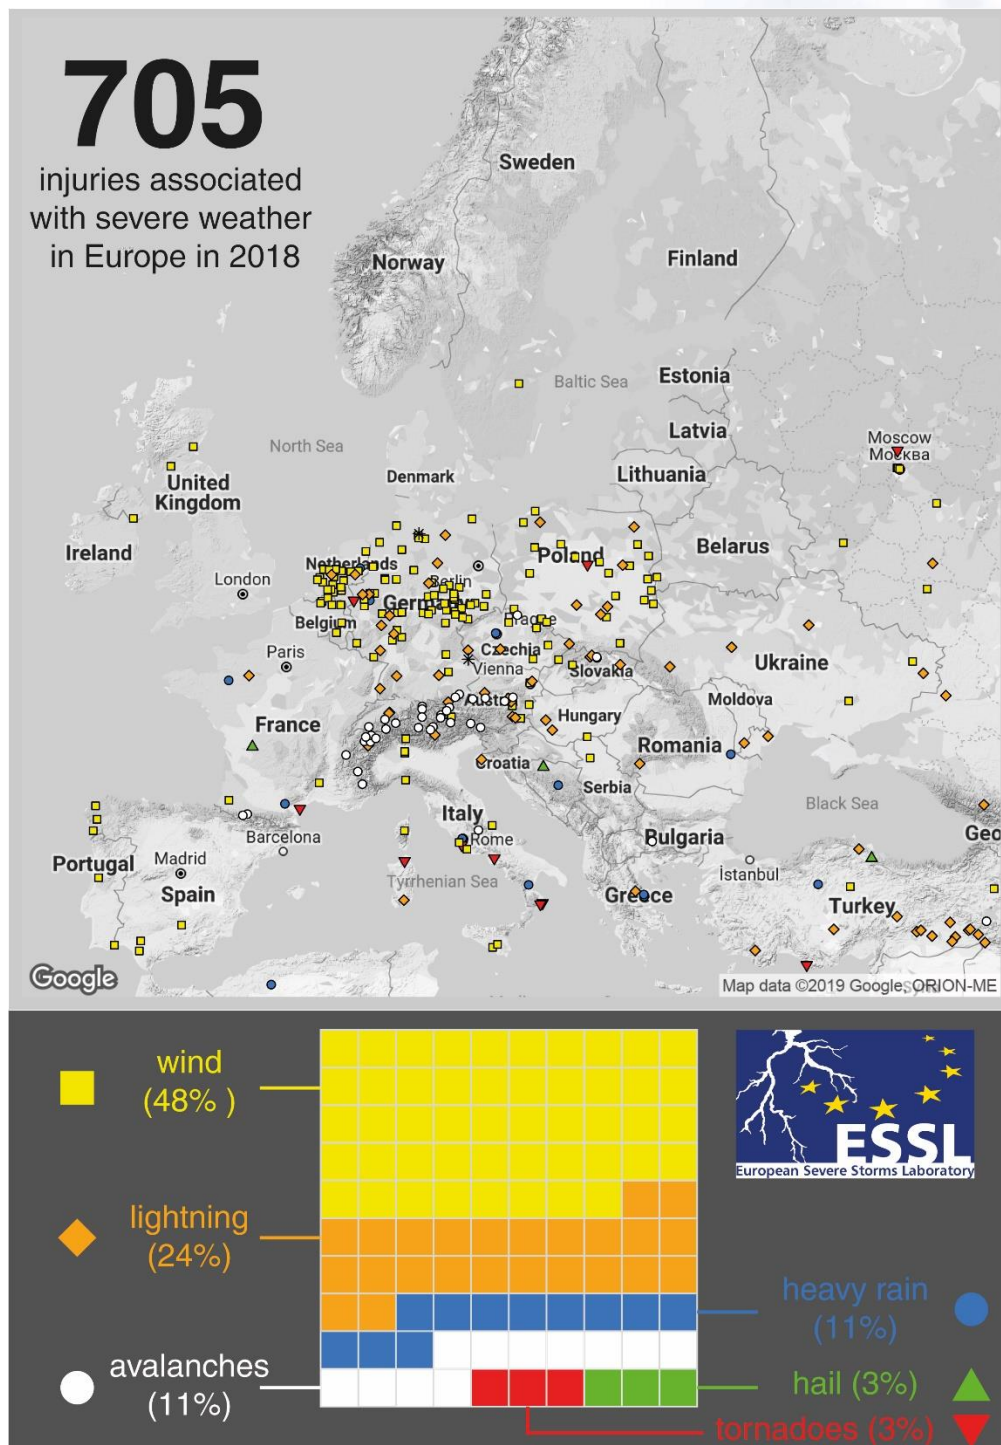 705
injuries associated
with severe weather
in Europe in 2018
Sweden
Norway
Finland
Baltic Sea
Estonia
North Sea
Latvia
Moscow
Москва
Denmark
Lithuania
United
Kingdom
Ireland
Netherlands
Poland
Belarus
London
Berlin
Germany
Belgium
Prague
Paris
Czechia
Vienna
Slovakia
Ukraine
Austria
Moldova
France
Hungary
Romania
Croatia
Serbia
Italy
Black Sea
Barcelona
Rome
Bulgaria
Geo
Portugal
Madrid
Spain
Tyrrhenian Sea
İstanbul
Greece
Turkey
Google
Map data ©2019 Google, ORION-ME
wind
(48% )
ESSL
European Severe Storms Laboratory
lightning
(24%)
heavy rain
(11%)
avalanches
(11%)
hail (3%)
tornadoes (3%)